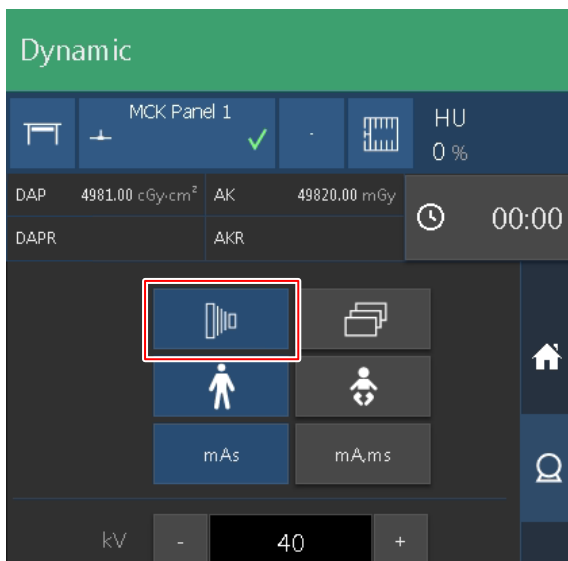 Dynamic
MCK Panel 1
HU
0 %
DAP 4981.00 cGy·cm² AK 49820.00 mGy
DAPR AKR
00:00
mAs mA,ms
kV - 40 +